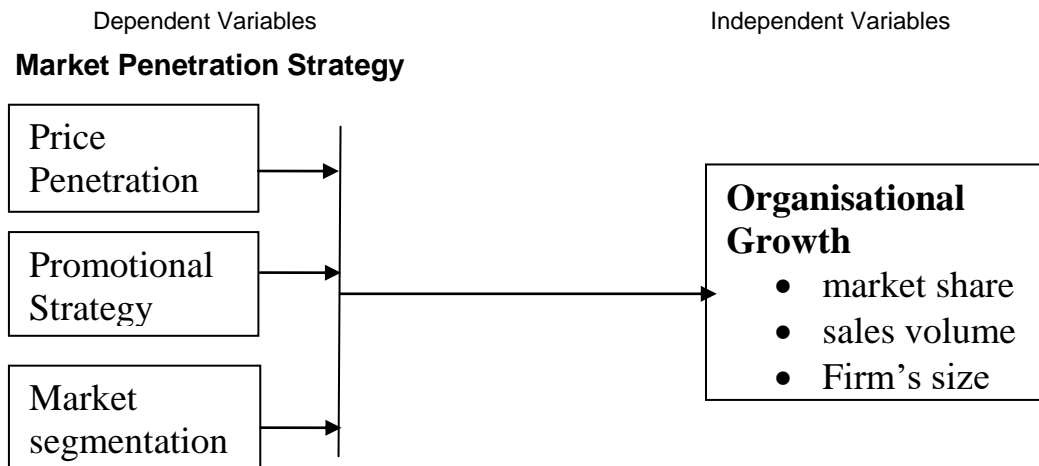 Dependent Variables
Independent Variables
Market Penetration Strategy
Price
Penetration
Promotional
Strategy
Market
segmentation
Organisational
Growth
• market share
• sales volume
• Firm’s size